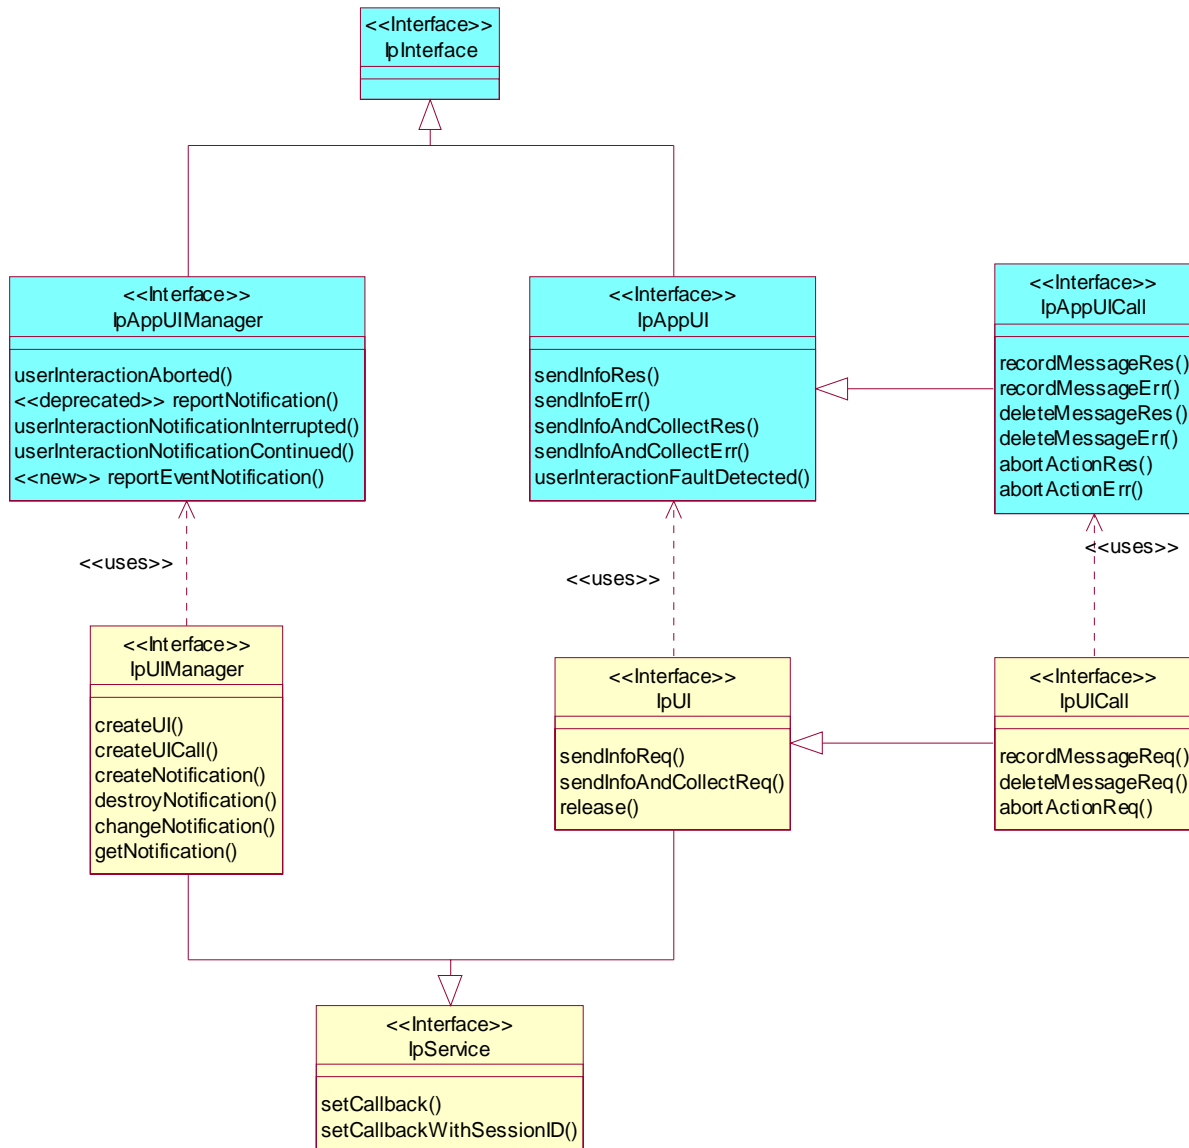 <<Interface>>
IpInterface
<<Interface>>
IpAppUIManager
userInteractionAborted()
<<deprecated>> reportNotification()
userInteractionNotificationInterrupted()
userInteractionNotificationContinued()
<<new>> reportEventNotification()
<<Interface>>
IpAppUI
sendInfoRes()
sendInfoErr()
sendInfoAndCollectRes()
sendInfoAndCollectErr()
userInteractionFaultDetected()
<<Interface>>
IpAppUICall
recordMessageRes()
recordMessageErr()
deleteMessageRes()
deleteMessageErr()
abortActionRes()
abortActionErr()
<<uses>>
<<uses>>
<<uses>>
<<Interface>>
IpUIManager
createUI()
createUICall()
createNotification()
destroyNotification()
changeNotification()
getNotification()
<<Interface>>
IpUI
sendInfoReq()
sendInfoAndCollectReq()
release()
<<Interface>>
IpUICall
recordMessageReq()
deleteMessageReq()
abortActionReq()
<<Interface>>
IpService
setCallback()
setCallbackWithSessionID()